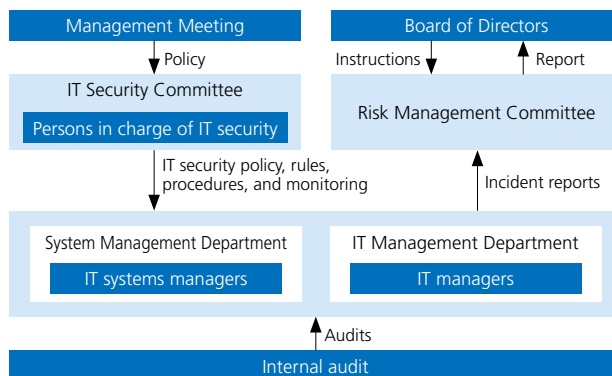 Management Meeting
Board of Directors
Policy
Instructions
Report
IT Security Committee
Persons in charge of IT security
Risk Management Committee
IT security policy, rules,
procedures, and monitoring
Incident reports
System Management Department
IT systems managers
IT Management Department
IT managers
Audits
Internal audit